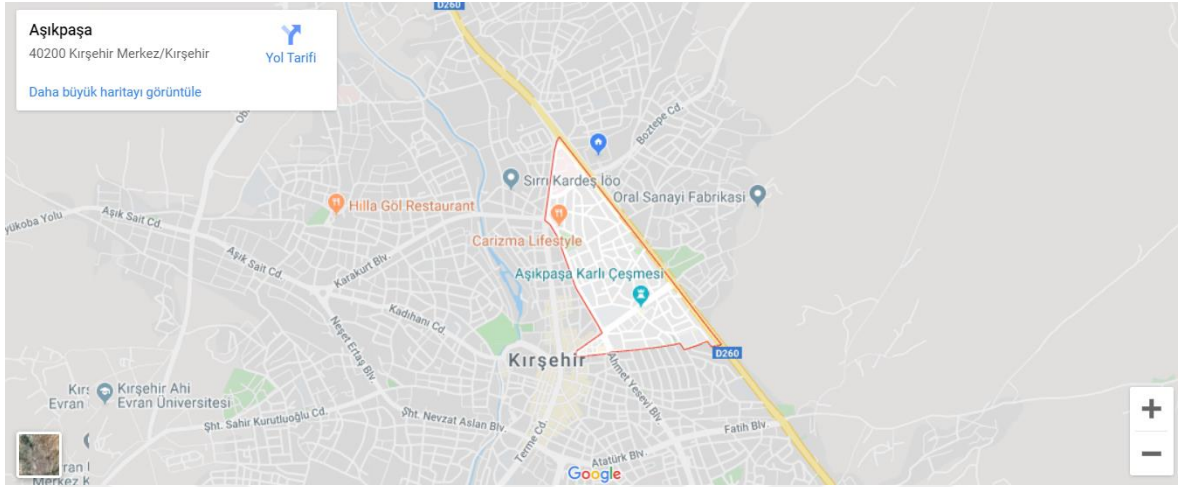 Aşıkpaşa
40200 Kırşehir Merkez/Kırşehir
Yol Tarifi
Daha büyük haritayı görüntüle
D260
Boztepe Cd.
Sırrı Kardeş İöo
Oral Sanayi Fabrikası
Hilla Göl Restaurant
Aşık Sait Cd.
Carizma Lifestyle
Aşık Sait Cd.
Karakurt Blv.
Aşıkpaşa Karlı Çeşmesi
Kadıhanı Cd.
Neşet Ertaş Blv.
Kırşehir
D260
Ahmet Yesevi Blv
Kırşehir Ahi
Evran Üniversitesi
Evran
Şht. Sahir Kurutluoğlu Cd.
Şht. Nevzat Aslan Blv.
Terme Cd.
Fatih Blv
Atatürk Blv
Google
+
−